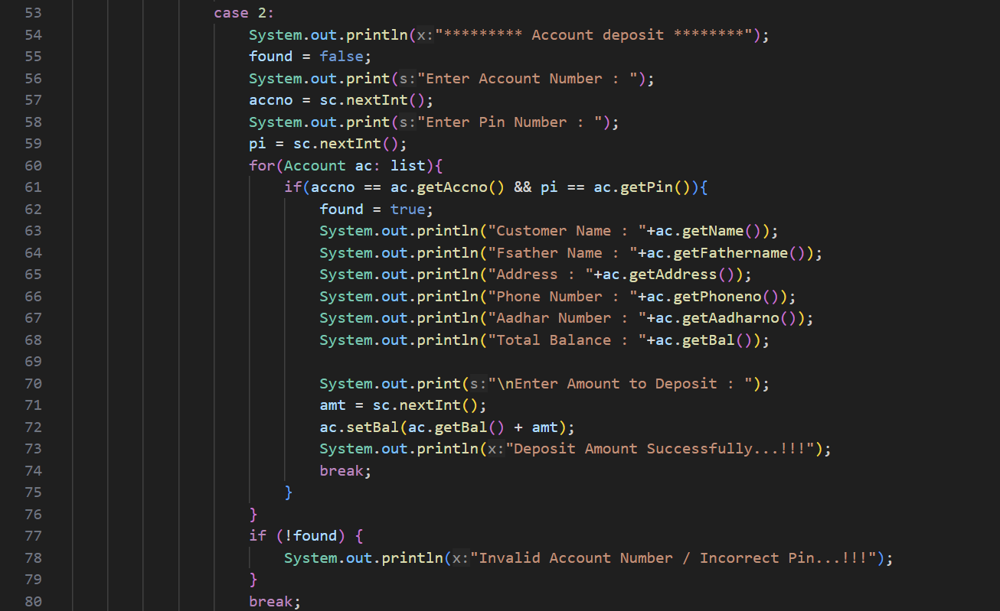 53 case 2:
54 System.out.println(x:"********* Account deposit ********");
55 found = false;
56 System.out.print(s:"Enter Account Number : ");
57 accno = sc.nextInt();
58 System.out.print(s:"Enter Pin Number : ");
59 pi = sc.nextInt();
60 for(Account ac: list){
61 if(accno == ac.getAccno() && pi == ac.getPin()){
62 found = true;
63 System.out.println("Customer Name : "+ac.getName());
64 System.out.println("Fsather Name : "+ac.getFathername());
65 System.out.println("Address : "+ac.getAddress());
66 System.out.println("Phone Number : "+ac.getPhoneno());
67 System.out.println("Aadhar Number : "+ac.getAadharno());
68 System.out.println("Total Balance : "+ac.getBal());
69
70 System.out.print(s:"\nEnter Amount to Deposit : ");
71 amt = sc.nextInt();
72 ac.setBal(ac.getBal() + amt);
73 System.out.println(x:"Deposit Amount Successfully...!!!");
74 break;
75 }
76 }
77 if (!found) {
78 System.out.println(x:"Invalid Account Number / Incorrect Pin...!!!");
79 }
80 break;